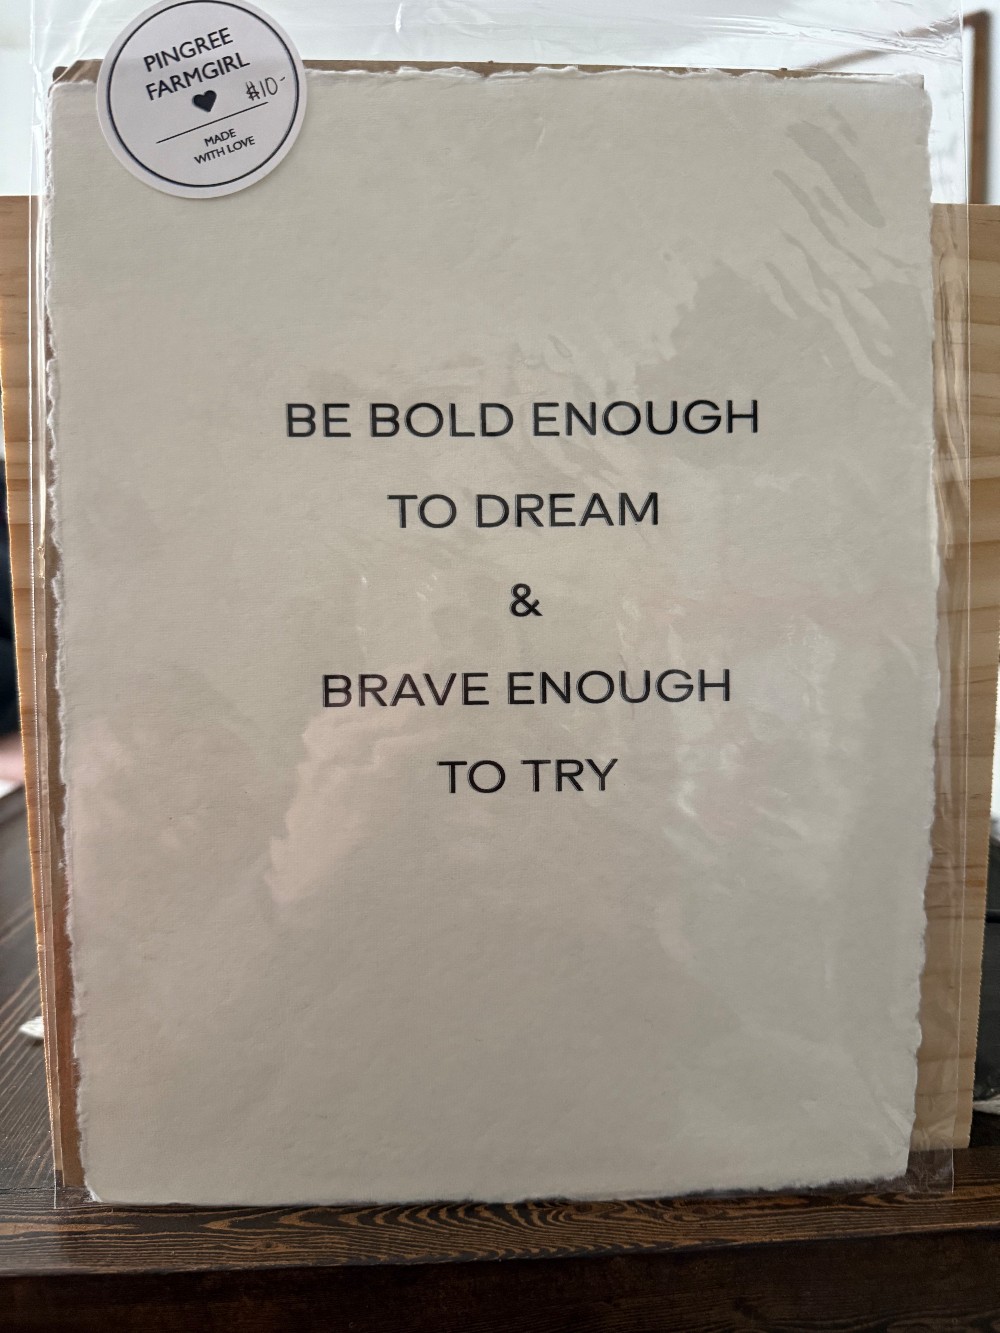 PINGREE
FARMGIRL
$10-
MADE
WITH LOVE
BE BOLD ENOUGH
TO DREAM
&
BRAVE ENOUGH
TO TRY